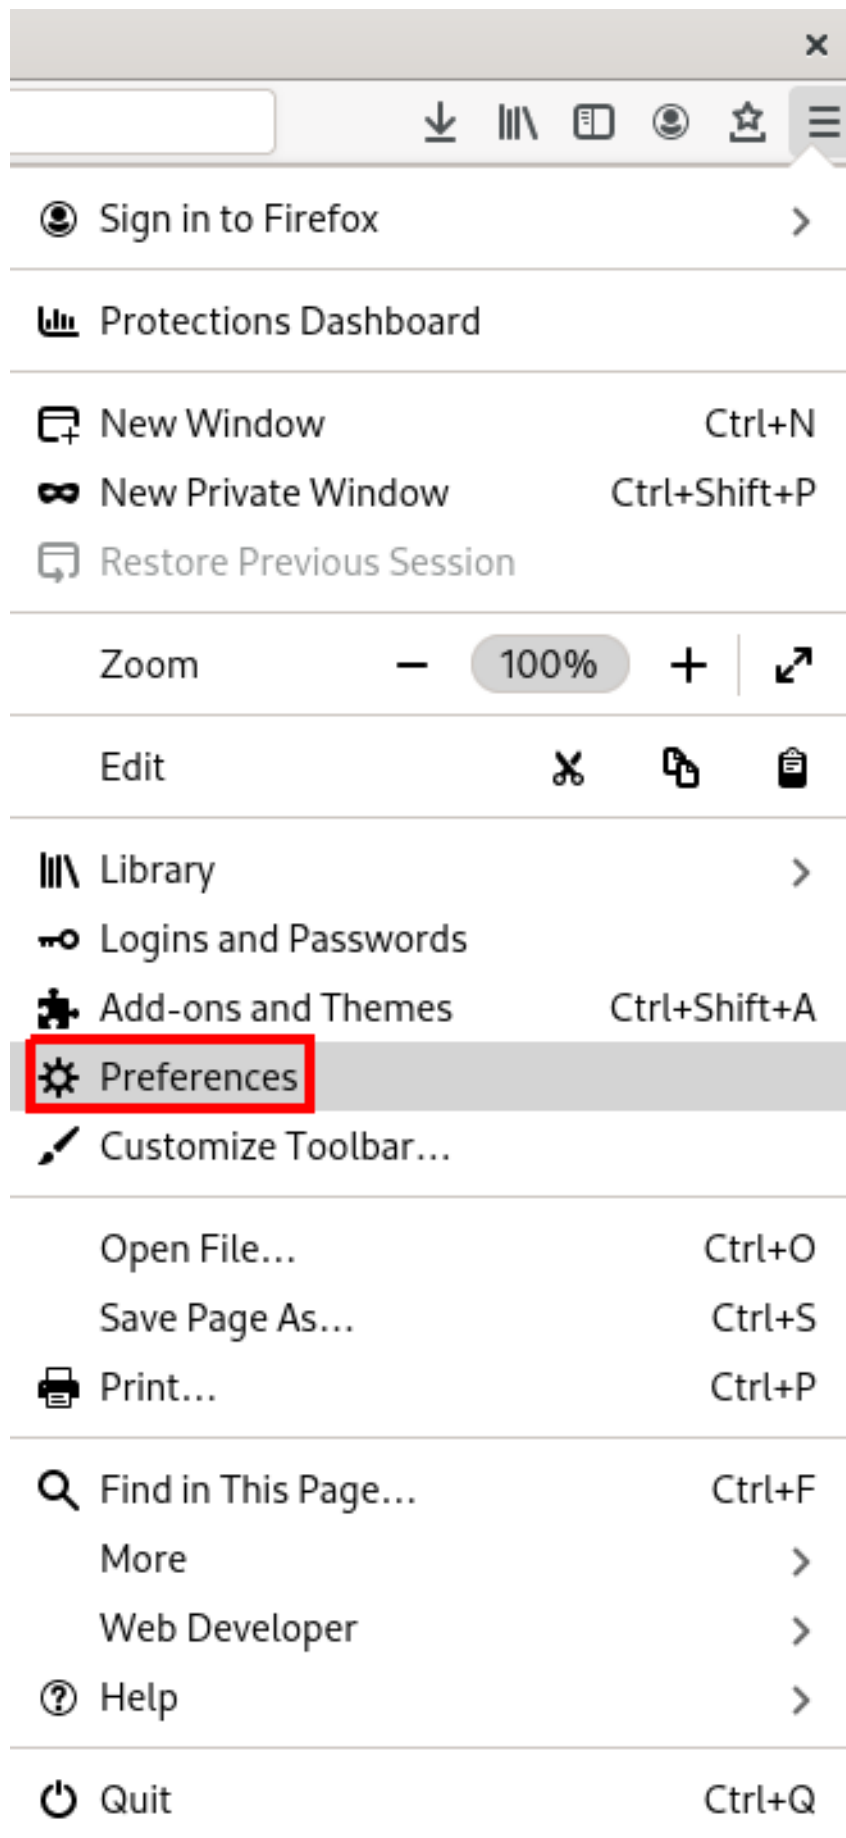 Sign in to Firefox
Protections Dashboard
New Window Ctrl+N
New Private Window Ctrl+Shift+P
Restore Previous Session
Zoom − 100% +
Edit
Library
Logins and Passwords
Add-ons and Themes Ctrl+Shift+A
Preferences
Customize Toolbar…
Open File… Ctrl+O
Save Page As… Ctrl+S
Print… Ctrl+P
Find in This Page… Ctrl+F
More
Web Developer
Help
Quit Ctrl+Q